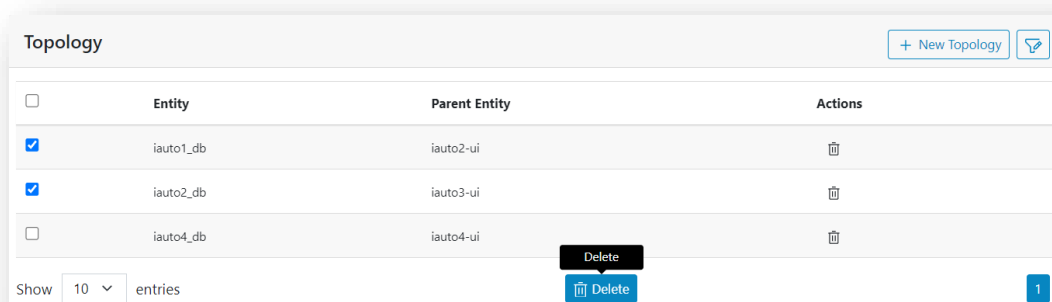 Topology
+ New Topology
Entity Parent Entity Actions
iauto1_db iauto2-ui
iauto2_db iauto3-ui
iauto4_db iauto4-ui
Delete
Show 10 entries Delete 1